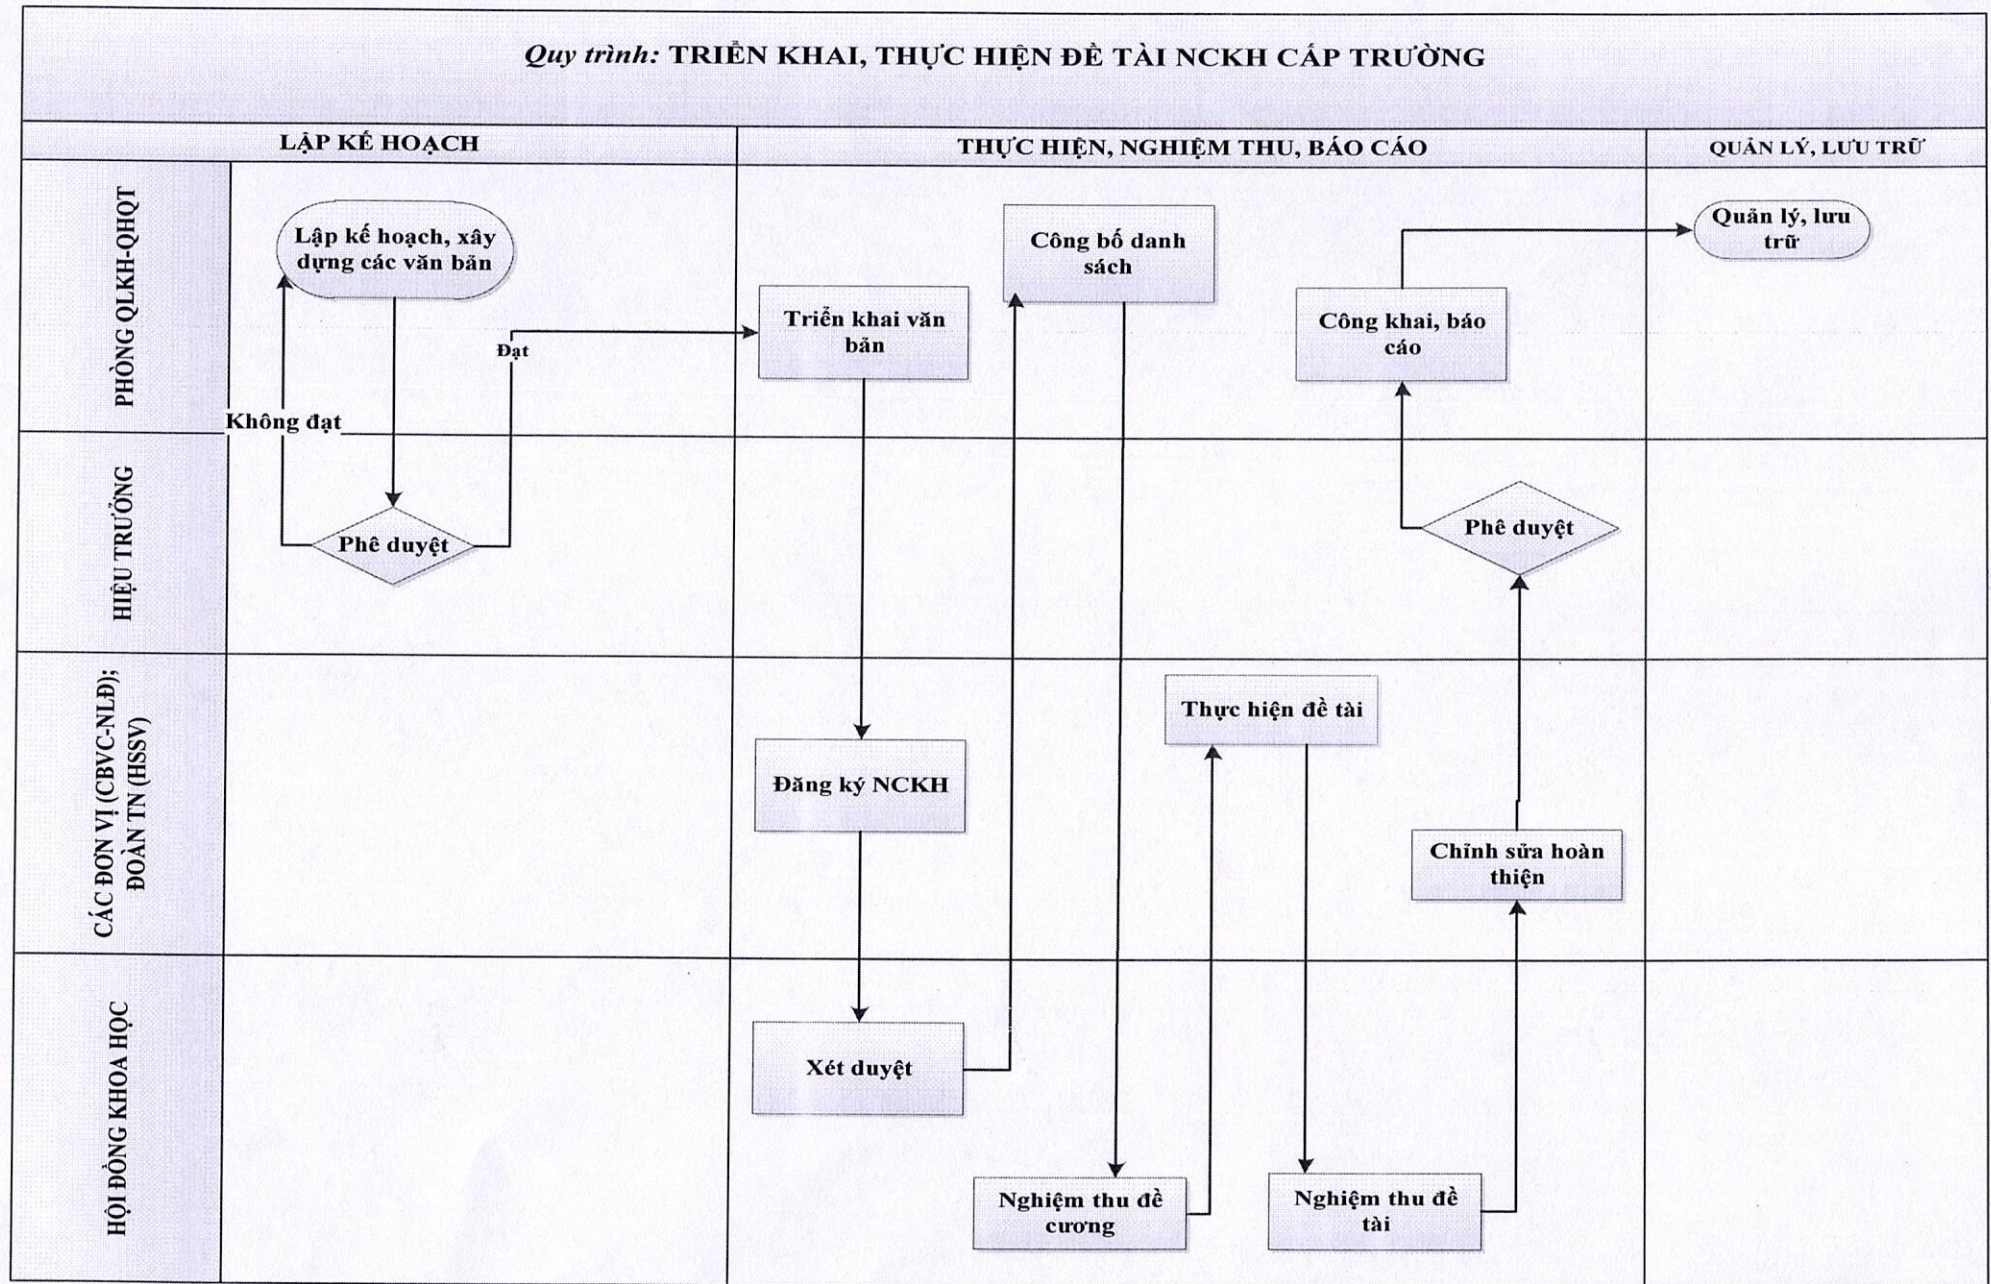 Quy trình: TRIỂN KHAI, THỰC HIỆN ĐỀ TÀI NCKH CẤP TRƯỜNG
LẬP KẾ HOẠCH
THỰC HIỆN, NGHIỆM THU, BÁO CÁO
QUẢN LÝ, LƯU TRỮ
PHÒNG QLKH-QHQT
Lập kế hoạch, xây
dựng các văn bản
Công bố danh
sách
Quản lý, lưu
trữ
Triển khai văn
bản
Công khai, báo
cáo
Đạt
Không đạt
HIỆU TRƯỞNG
Phê duyệt
Phê duyệt
CÁC ĐƠN VỊ (CBVC-NLĐ);
ĐOÀN TN (HSSV)
Thực hiện đề tài
Đăng ký NCKH
Chỉnh sửa hoàn
thiện
HỘI ĐỒNG KHOA HỌC
Xét duyệt
Nghiệm thu đề
cương
Nghiệm thu đề
tài